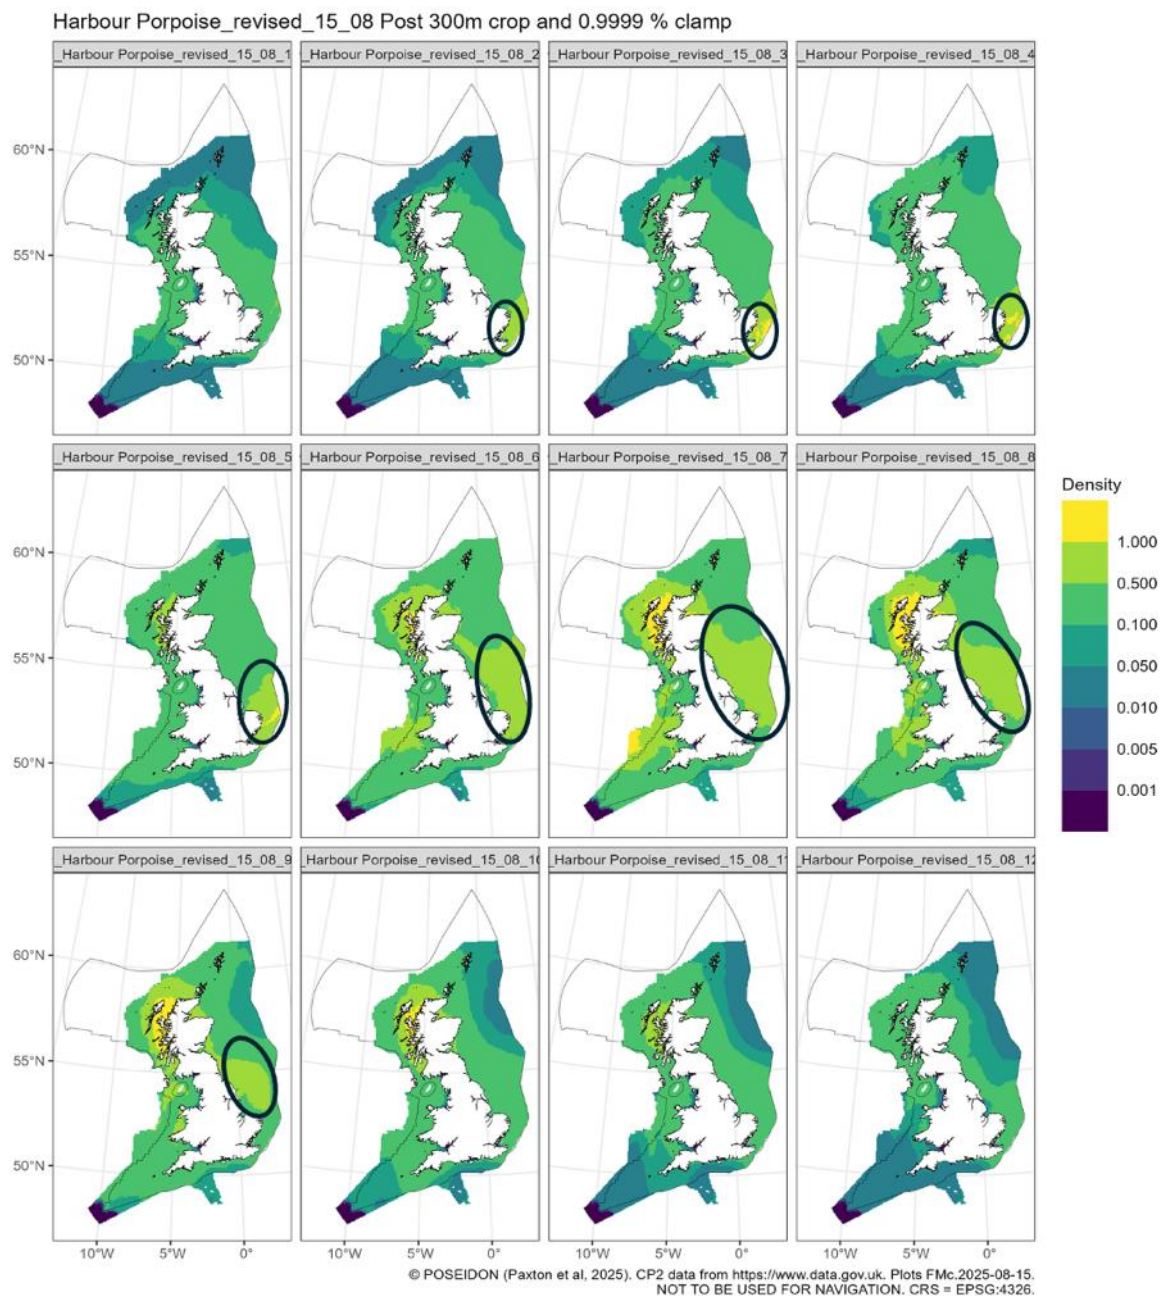 Harbour Porpoise_revised_15_08 Post 300m crop and 0.9999 % clamp
_Harbour Porpoise_revised_15_08_1
_Harbour Porpoise_revised_15_08_2
_Harbour Porpoise_revised_15_08_3
_Harbour Porpoise_revised_15_08_4
60°N
55°N
50°N
_Harbour Porpoise_revised_15_08_5
_Harbour Porpoise_revised_15_08_6
_Harbour Porpoise_revised_15_08_7
_Harbour Porpoise_revised_15_08_8
60°N
55°N
50°N
Density
1.000
0.500
0.100
0.050
0.010
0.005
0.001
_Harbour Porpoise_revised_15_08_9
_Harbour Porpoise_revised_15_08_10
_Harbour Porpoise_revised_15_08_11
_Harbour Porpoise_revised_15_08_12
60°N
55°N
50°N
10°W 5°W 0°
10°W 5°W 0°
10°W 5°W 0°
10°W 5°W 0°
© POSEIDON (Paxton et al, 2025). CP2 data from https://www.data.gov.uk. Plots FMc.2025-08-15.
NOT TO BE USED FOR NAVIGATION. CRS = EPSG:4326.